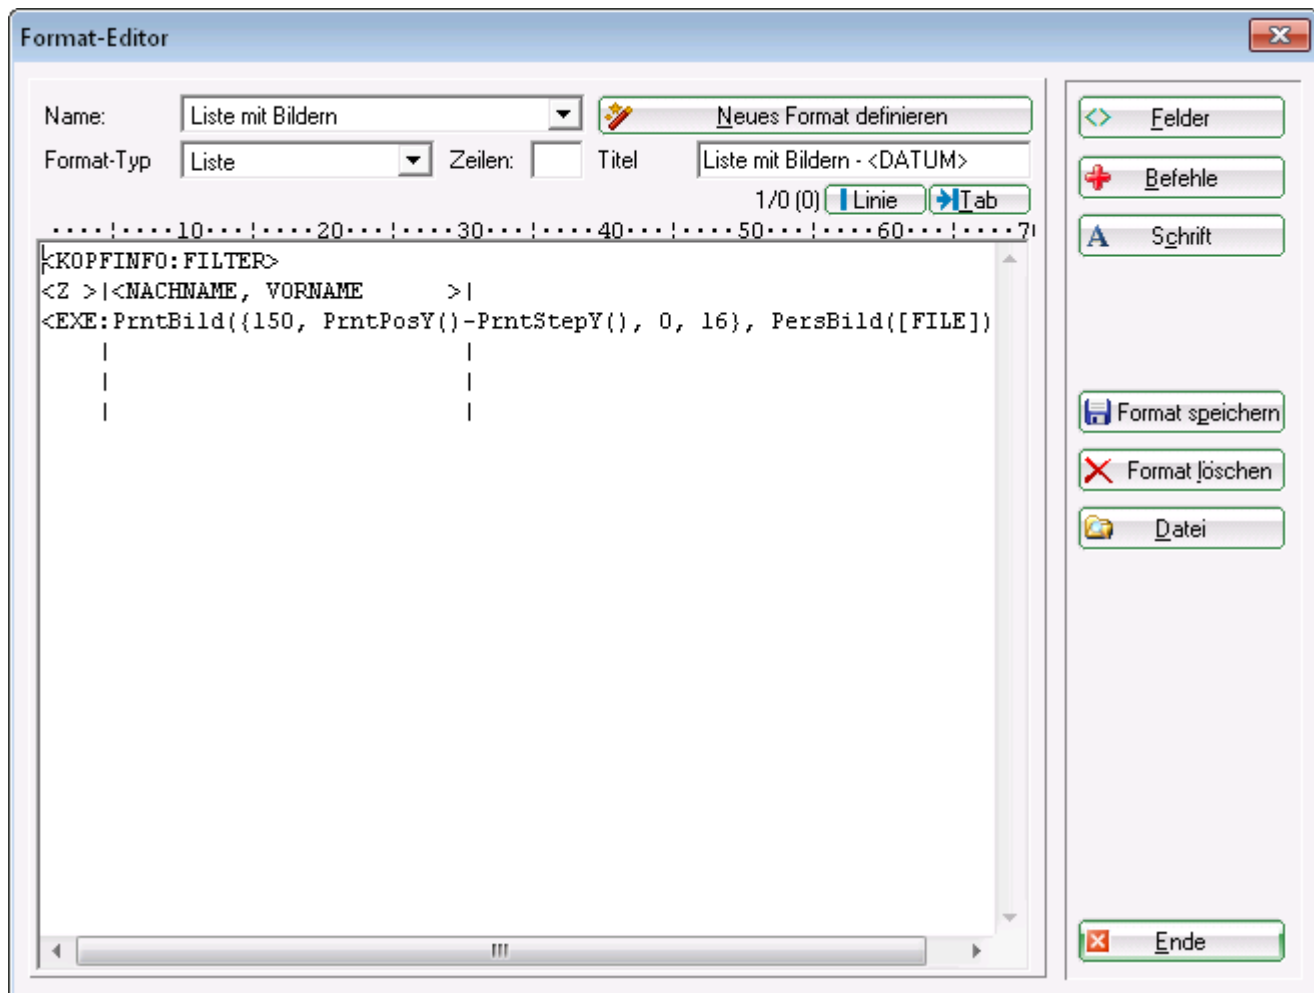 Format-Editor
Name: Liste mit Bildern Neues Format definieren
Format-Typ Liste Zeilen: Titel Liste mit Bildern - <DATUM>
1/0 (0) Linie Tab
····¦····10···¦····20···¦····30···¦····40···¦····50···¦····60···¦····7
<KOPFINFO:FILTER>
<Z >|<NACHNAME, VORNAME      >|
<EXE:PrntBild({150, PrntPosY()-PrntStepY(), 0, 16}, PersBild([FILE])
| |
| |
| |
Felder
Befehle
Schrift
Format speichern
Format löschen
Datei
Ende